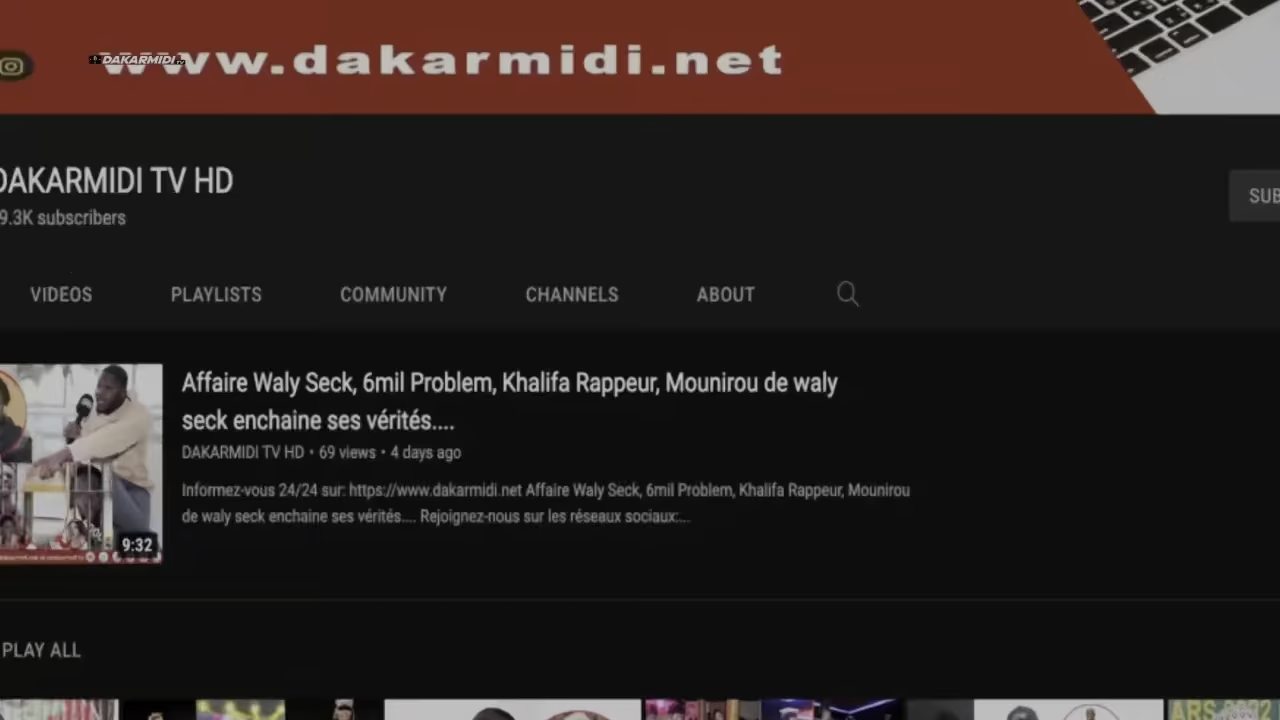 www.dakarmidi.net
DAKARMIDI TV
DAKARMIDI TV HD
9.3K subscribers
SUB
VIDEOS
PLAYLISTS
COMMUNITY
CHANNELS
ABOUT
Affaire Waly Seck, 6mil Problem, Khalifa Rappeur, Mounirou de waly
seck enchaine ses vérités....
DAKARMIDI TV HD • 69 views • 4 days ago
Informez-vous 24/24 sur: https://www.dakarmidi.net Affaire Waly Seck, 6mil Problem, Khalifa Rappeur, Mounirou
de waly seck enchaine ses vérités.... Rejoignez-nous sur les réseaux sociaux:...
9:32
PLAY ALL